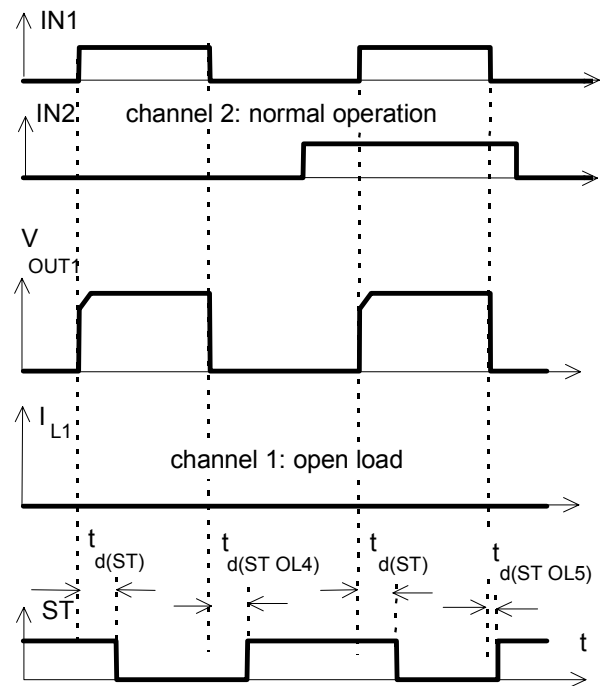 IN1
IN2
channel 2: normal operation
V
OUT1
I
L1
channel 1: open load
t
d(ST)
t
d(ST OL4)
t
d(ST)
t
d(ST OL5)
ST
t